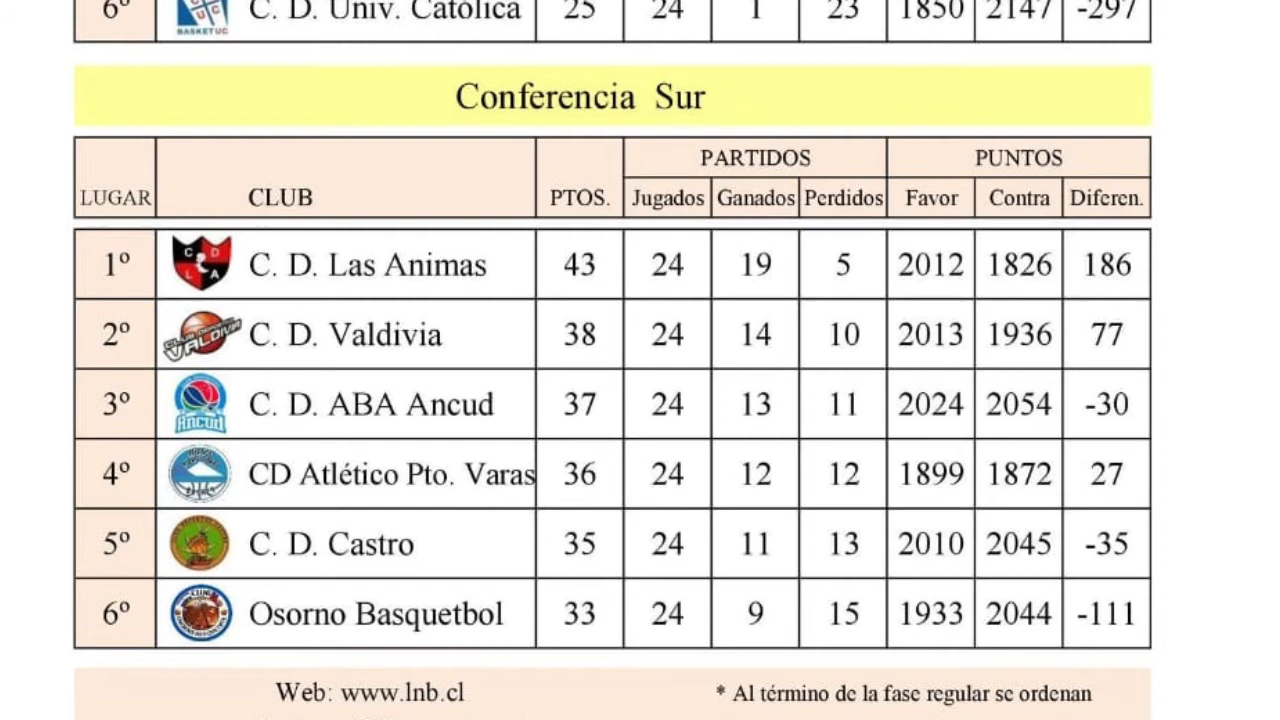 6º C. D. Univ. Católica 25 24 1 23 1850 2147 -297
BASKETUC
Conferencia Sur
PARTIDOS PUNTOS
LUGAR CLUB PTOS. Jugados Ganados Perdidos Favor Contra Diferen.
1º C D L A C. D. Las Animas 43 24 19 5 2012 1826 186
2º CLUB DEPORTIVO VALDIVIA C. D. Valdivia 38 24 14 10 2013 1936 77
3º Ancud C. D. ABA Ancud 37 24 13 11 2024 2054 -30
4º CD Atlético Pto. Varas 36 24 12 12 1899 1872 27
5º C. D. Castro 35 24 11 13 2010 2045 -35
6º Osorno Basquetbol 33 24 9 15 1933 2044 -111
Web: www.lnb.cl * Al término de la fase regular se ordenan